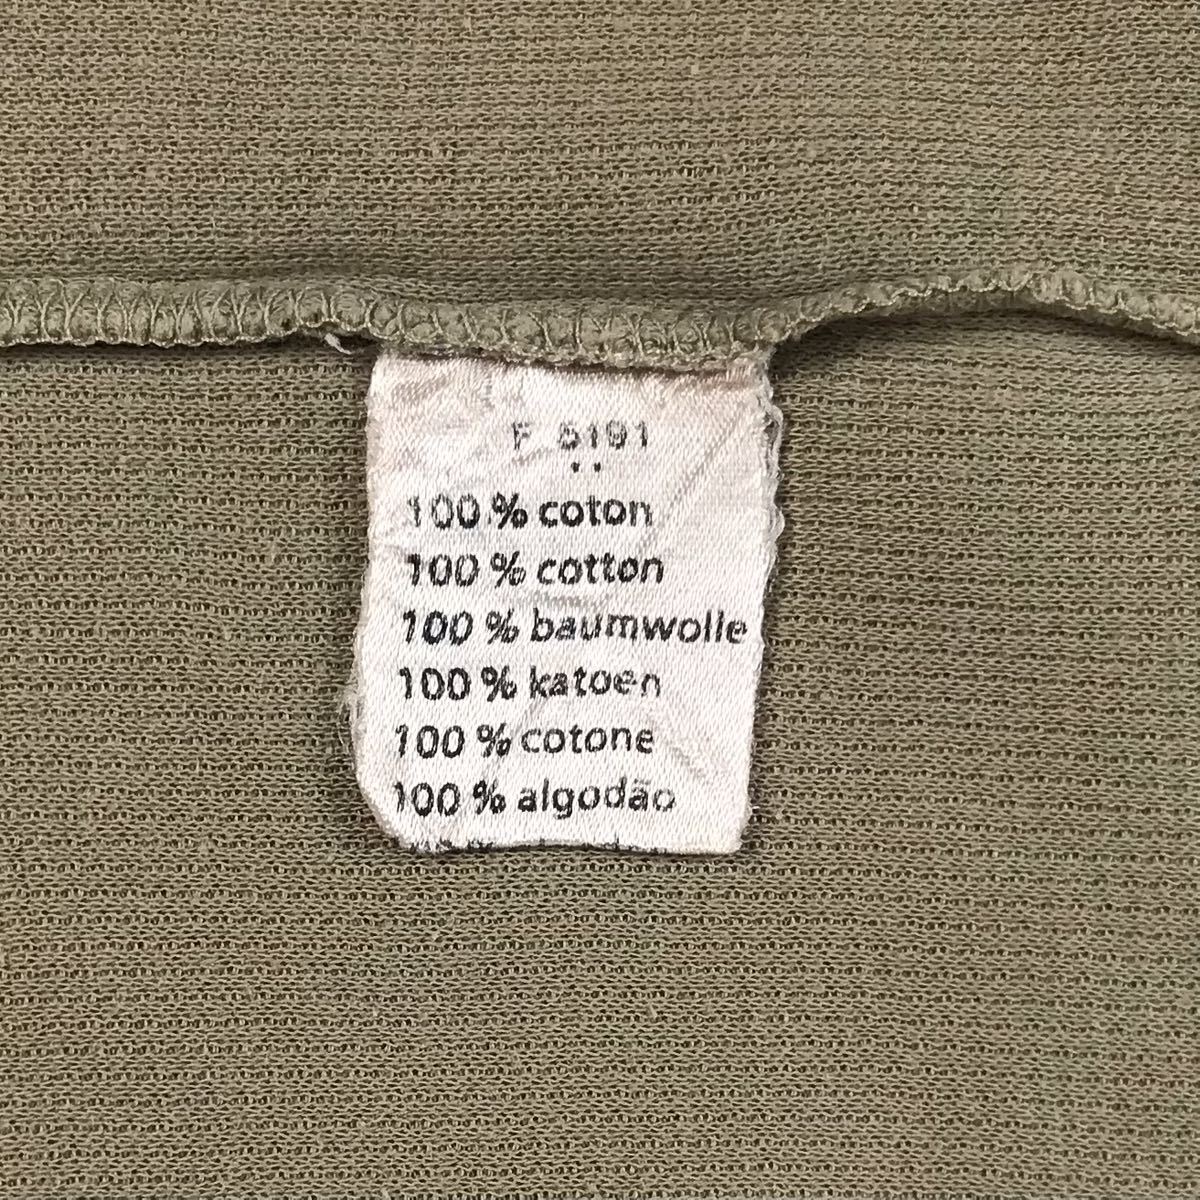 F 5191
100 % coton
100 % cotton
100 % baumwolle
100 % katoen
100 % cotone
100 % algodão